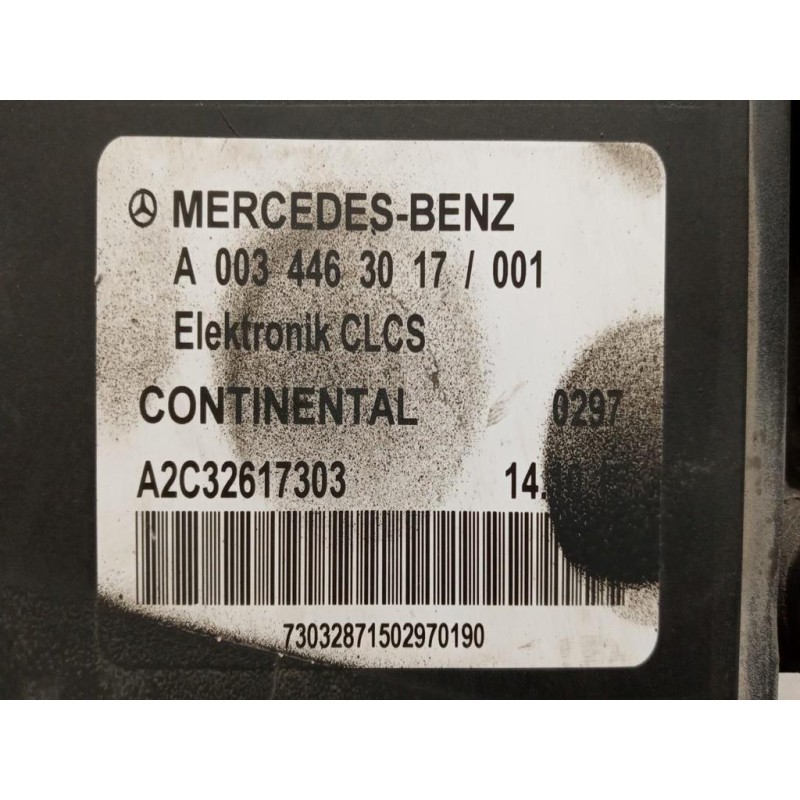 MERCEDES-BENZ
A 003 446 30 17 / 001
Elektronik CLCS
CONTINENTAL 0297
A2C32617303
73032871502970190